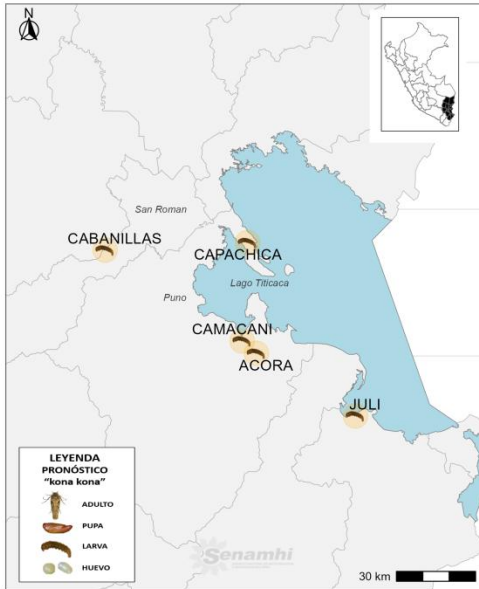 N
San Roman
CABANILLAS
CAPACHICA
Lago Titicaca
Puno
CAMACANI
ACORA
JULI
LEYENDA
PRONÓSTICO
"kona kona"
ADULTO
PUPA
LARVA
HUEVO
Senamhi
30 km